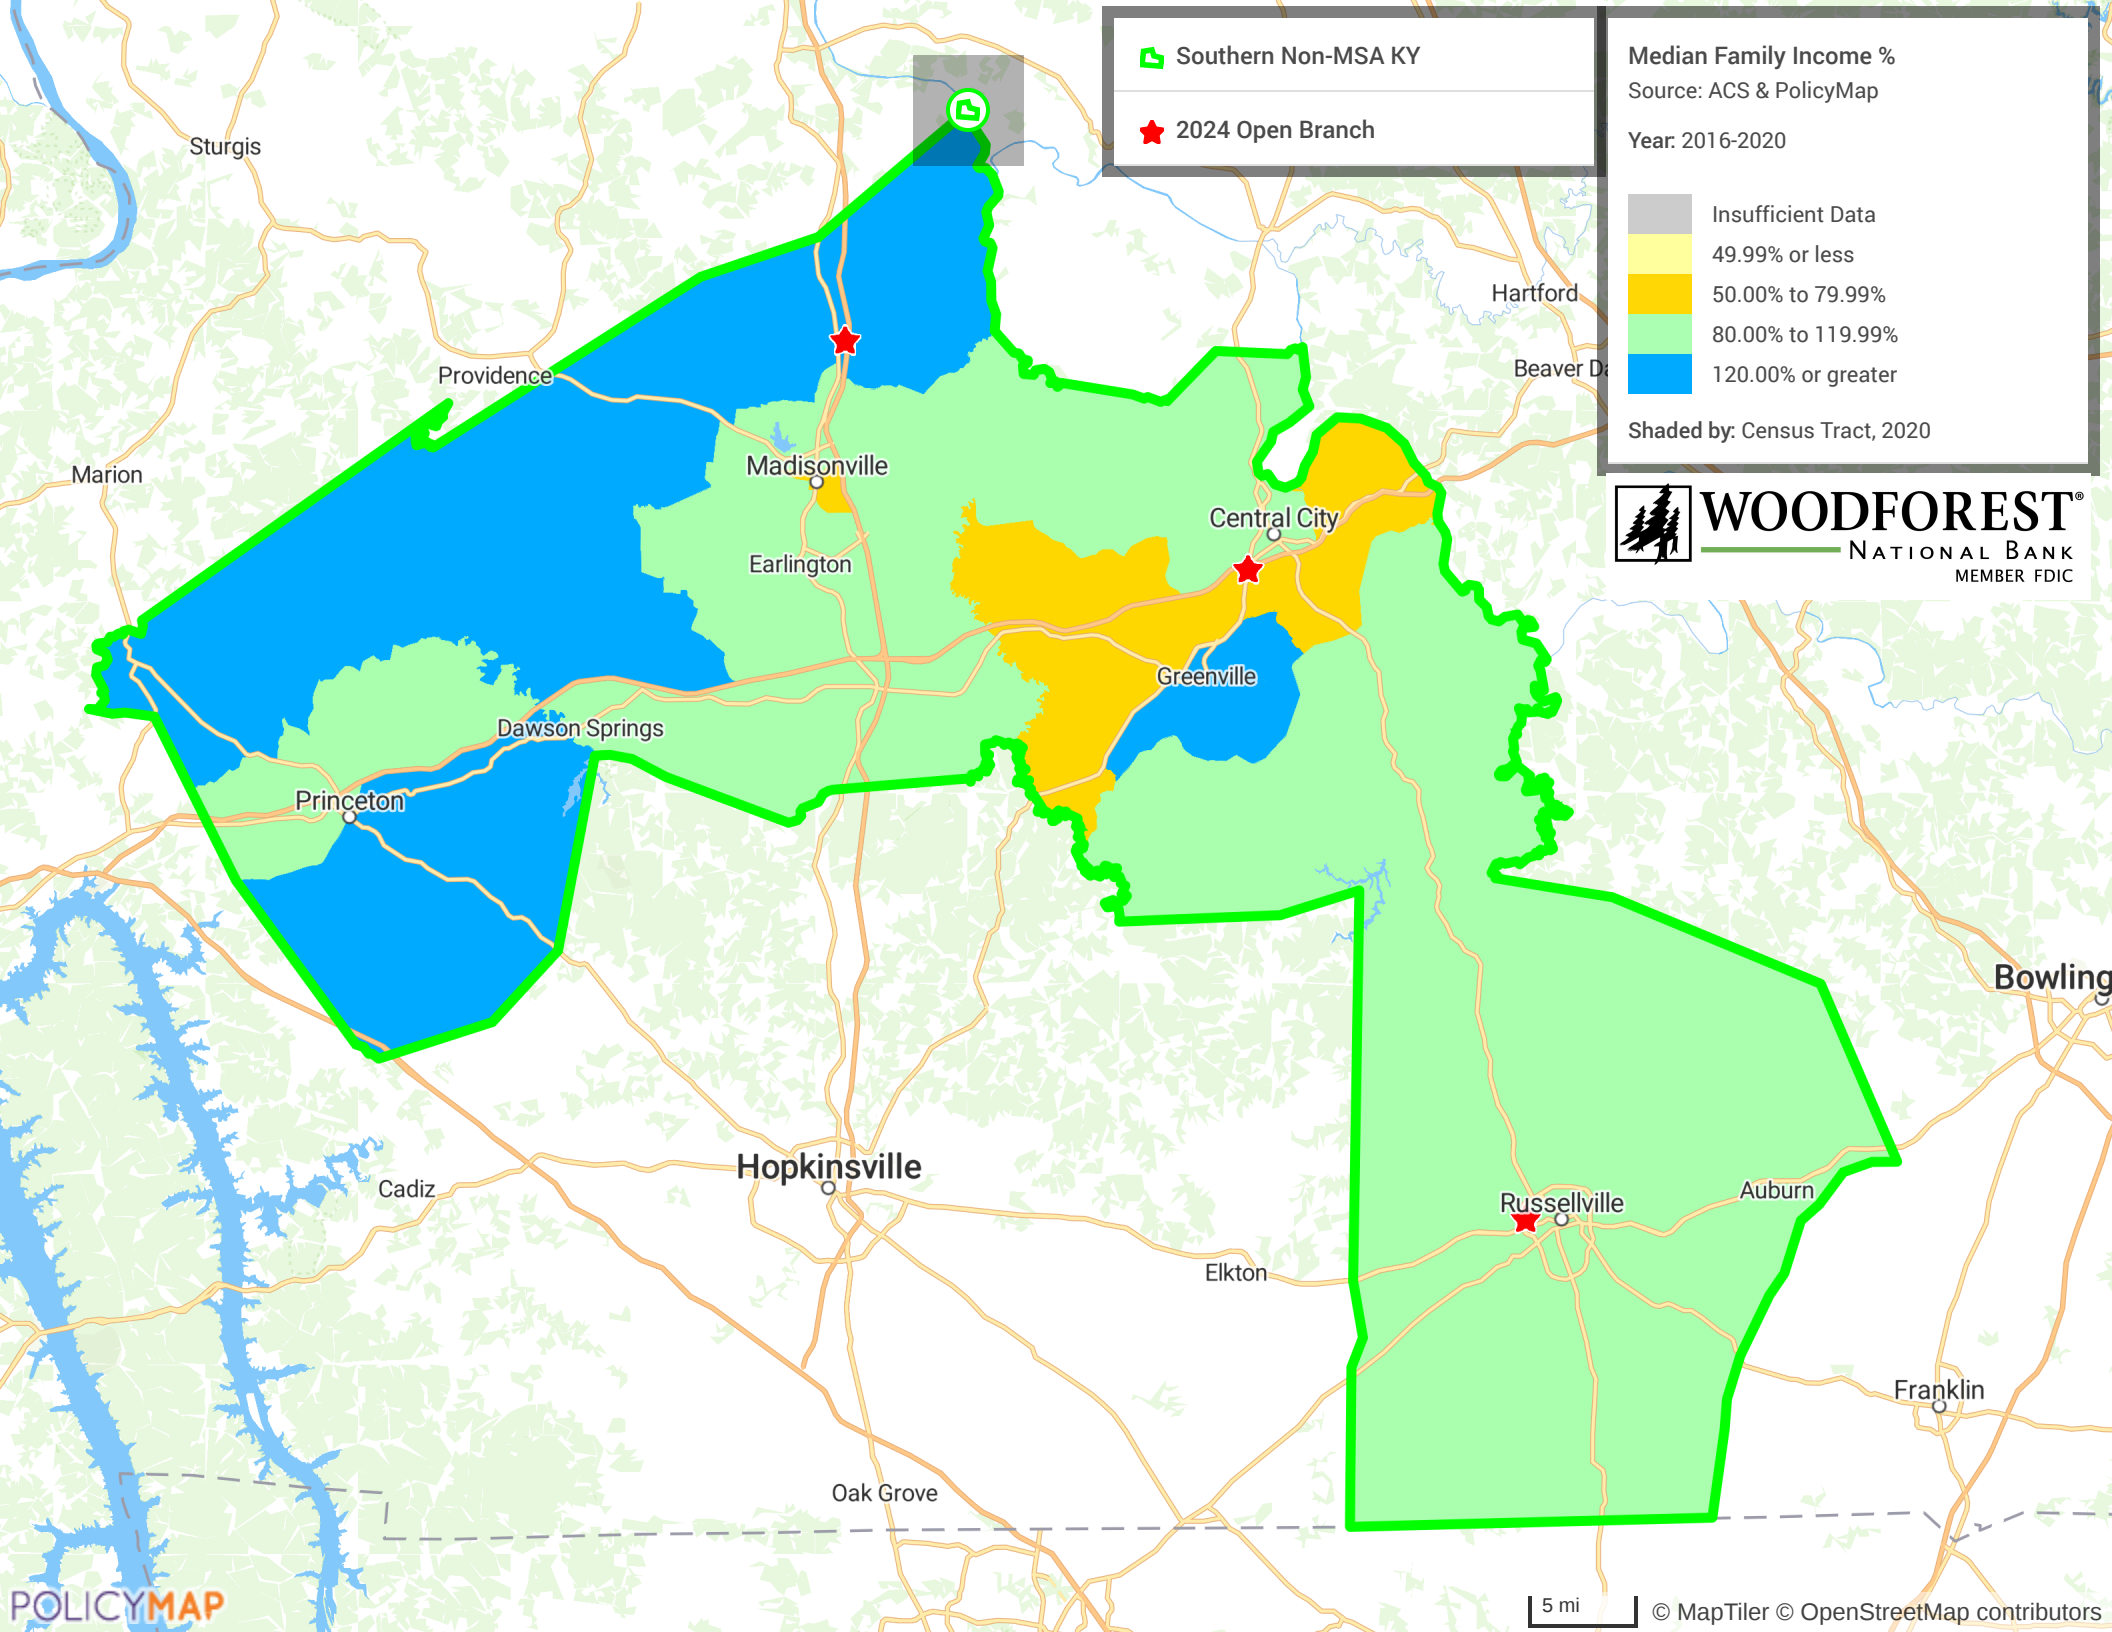 Southern Non-MSA KY
2024 Open Branch
Median Family Income %
Source: ACS & PolicyMap
Year: 2016-2020
Insufficient Data
49.99% or less
50.00% to 79.99%
80.00% to 119.99%
120.00% or greater
Shaded by: Census Tract, 2020
WOODFOREST®
NATIONAL BANK
MEMBER FDIC
Sturgis
Hartford
Providence
Beaver Da
Marion
Madisonville
Central City
Earlington
Greenville
Dawson Springs
Princeton
Bowling
Hopkinsville
Cadiz
Auburn
Russellville
Elkton
Franklin
Oak Grove
POLICYMAP
5 mi
© MapTiler © OpenStreetMap contributors